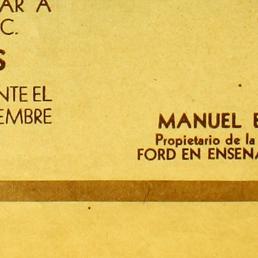 AR A
C.
S
NTE EL
EMBRE
MANUEL E
Propietario de la
FORD EN ENSENA